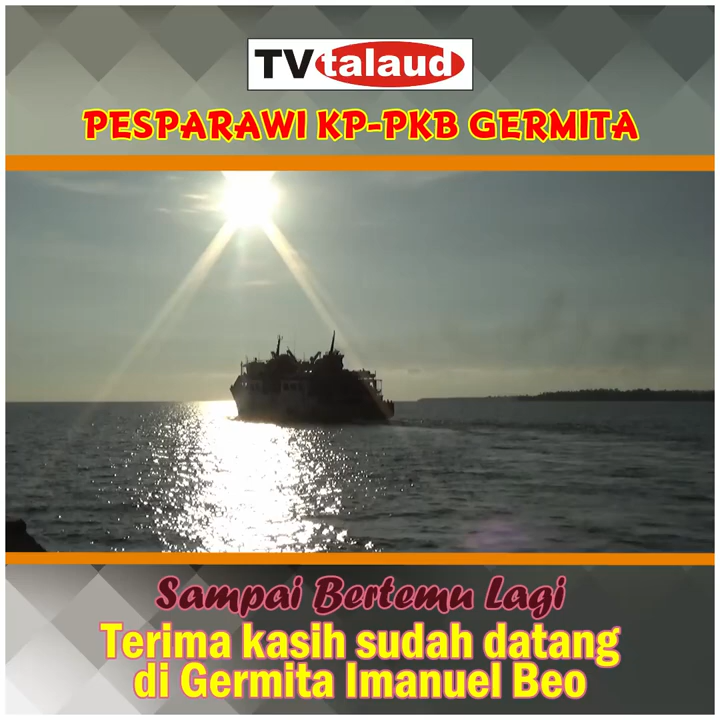 TVtalaud
PESPARAWI KP-PKB GERMITA
Sampai Bertemu Lagi
Terima kasih sudah datang
di Germita Imanuel Beo